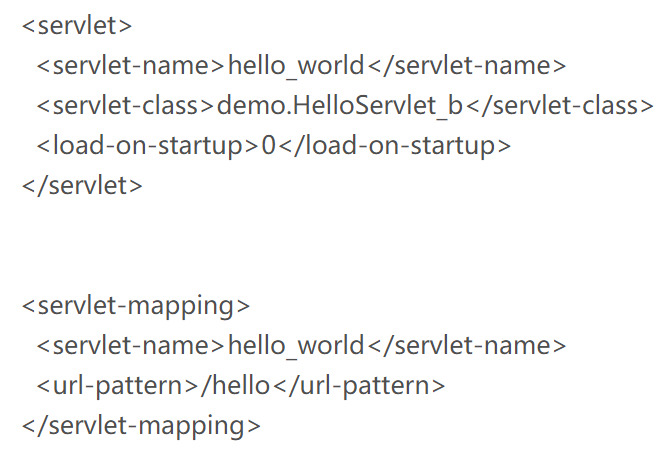 <servlet>
<servlet-name>hello_world</servlet-name>
<servlet-class>demo.HelloServlet_b</servlet-class>
<load-on-startup>0</load-on-startup>
</servlet>
<servlet-mapping>
<servlet-name>hello_world</servlet-name>
<url-pattern>/hello</url-pattern>
</servlet-mapping>